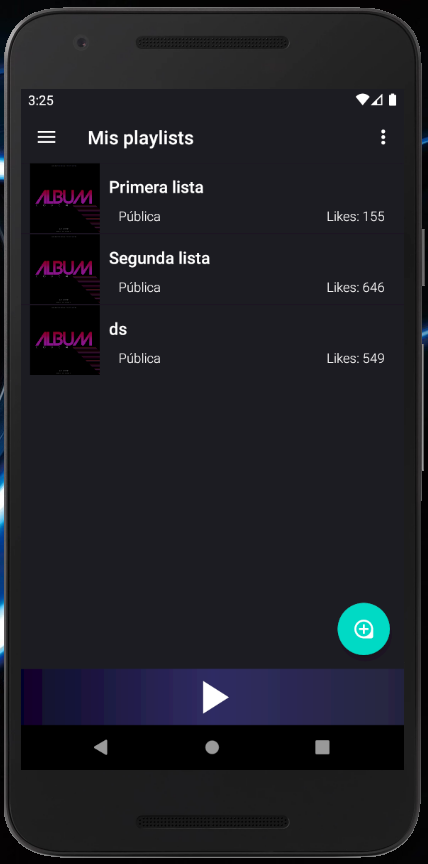 3:25
Mis playlists
ALBUM
Primera lista
Pública Likes: 155
ALBUM
Segunda lista
Pública Likes: 646
ALBUM
ds
Pública Likes: 549